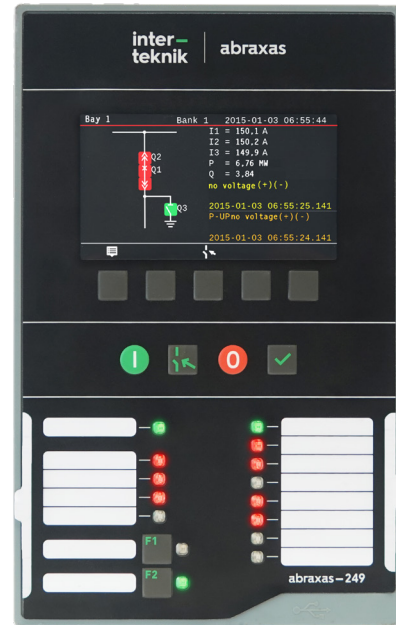 inter–
teknik
abraxas
Bay 1 Bank 1 2015-01-03 06:55:44
I1 = 150,1 A
I2 = 150,2 A
I3 = 149,9 A
P = 6,76 MW
Q = 3,84
no voltage(+)(-)
Q2
Q1
Q3
2015-01-03 06:55:25.141
P-UPno voltage(+)(-)
2015-01-03 06:55:24.141
I
0
F1
F2
abraxas–249